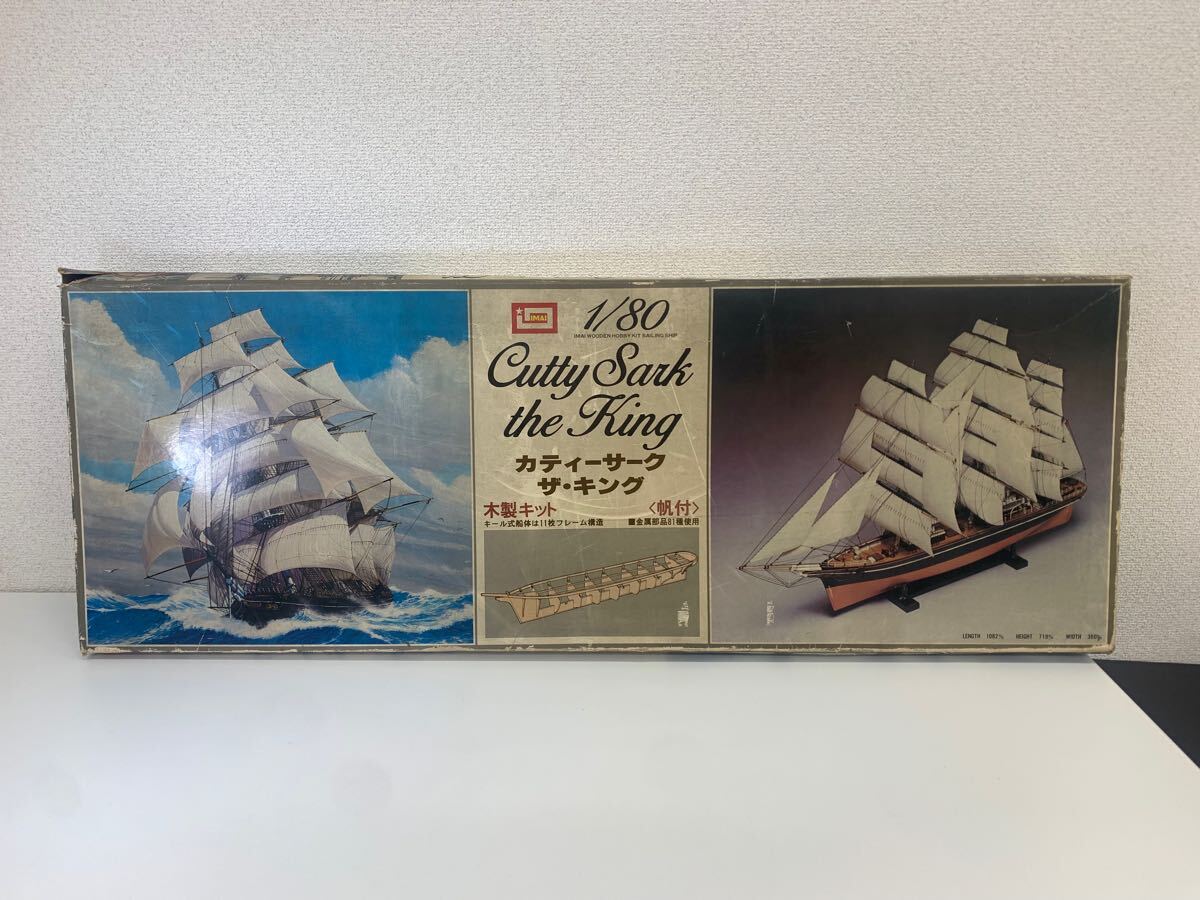 IMAI
1/80
IMAI WOODEN HOBBY KIT SAILING SHIP
Cutty Sark
the King
カティーサーク
ザ・キング
木製キット 〈帆付〉
キール式船体は11枚フレーム構造 ■金属部品81種使用
LENGTH 1082㎜ HEIGHT 718㎜ WIDTH